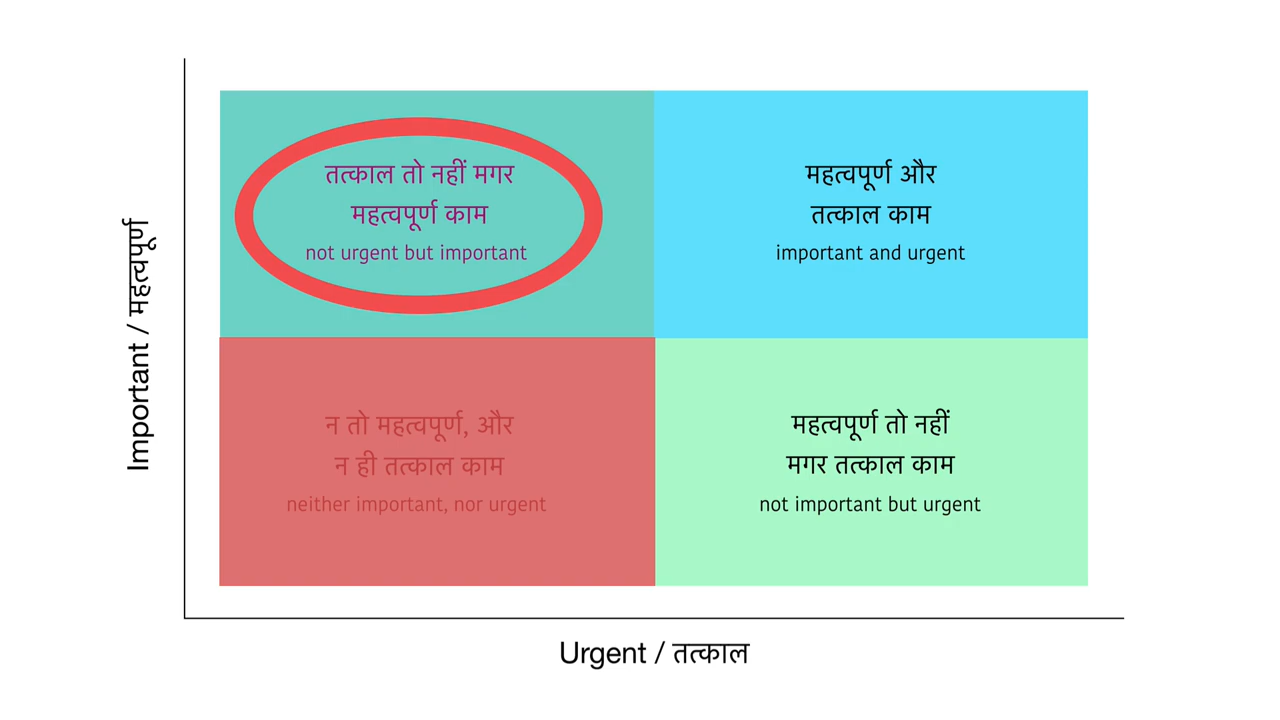 तत्काल तो नहीं मगर
महत्वपूर्ण काम
not urgent but important
महत्वपूर्ण और
तत्काल काम
important and urgent
न तो महत्वपूर्ण, और
न ही तत्काल काम
neither important, nor urgent
महत्वपूर्ण तो नहीं
मगर तत्काल काम
not important but urgent
Important / महत्वपूर्ण
Urgent / तत्काल